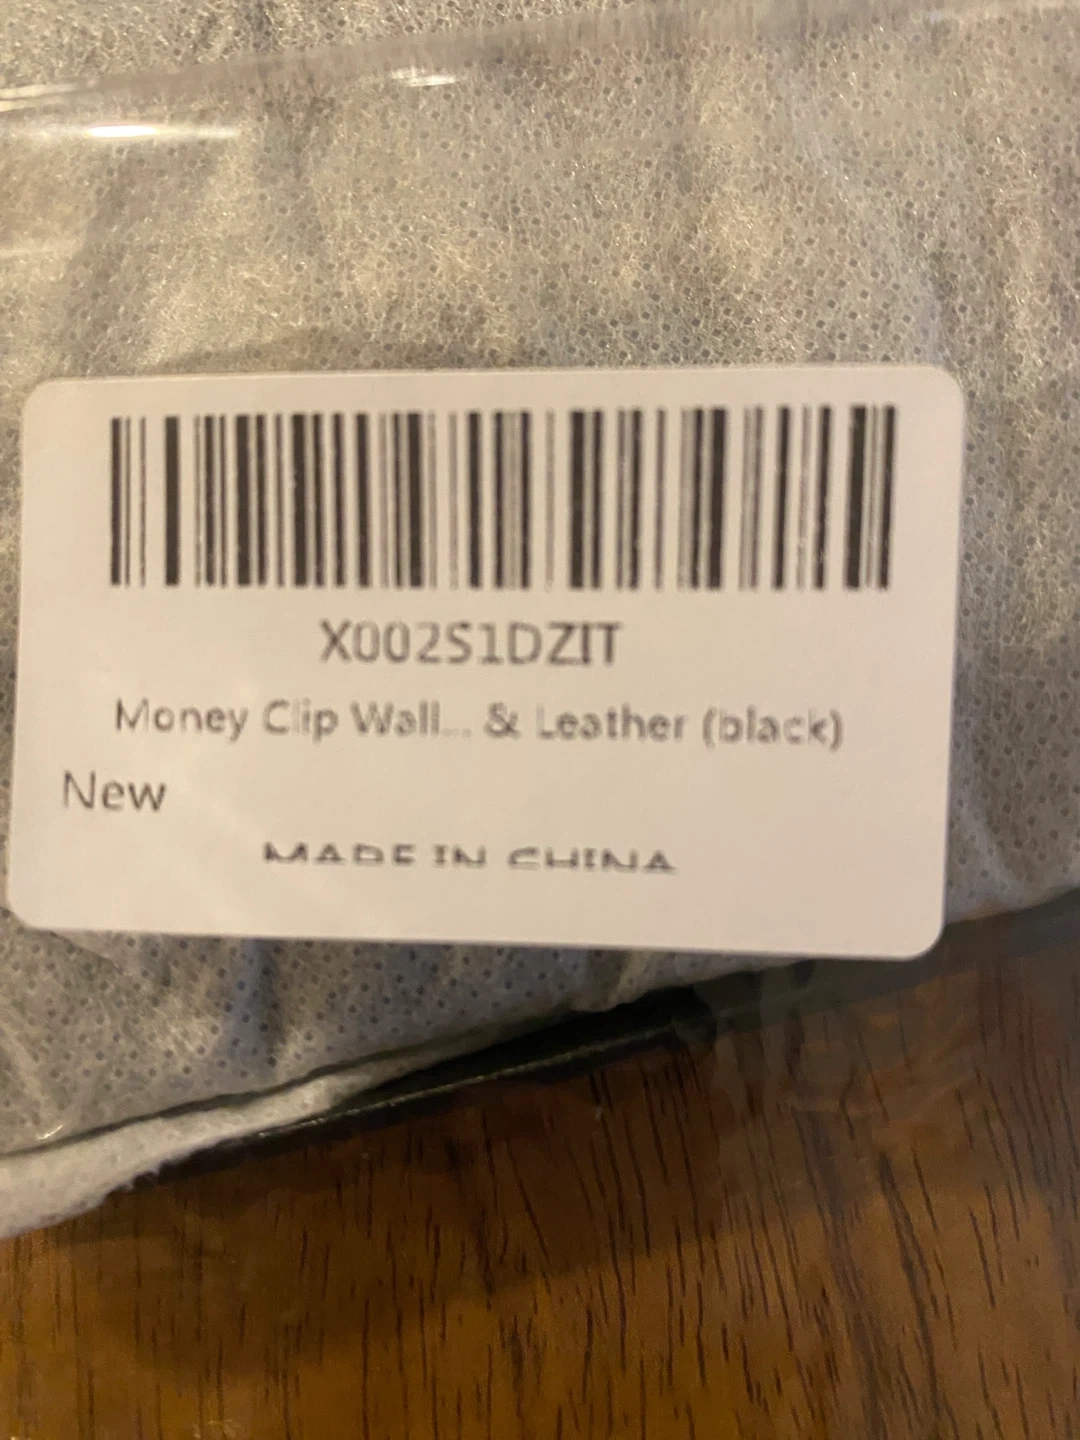 X002S1DZIT
Money Clip Wall... & Leather (black)
New
MADE IN CHINA